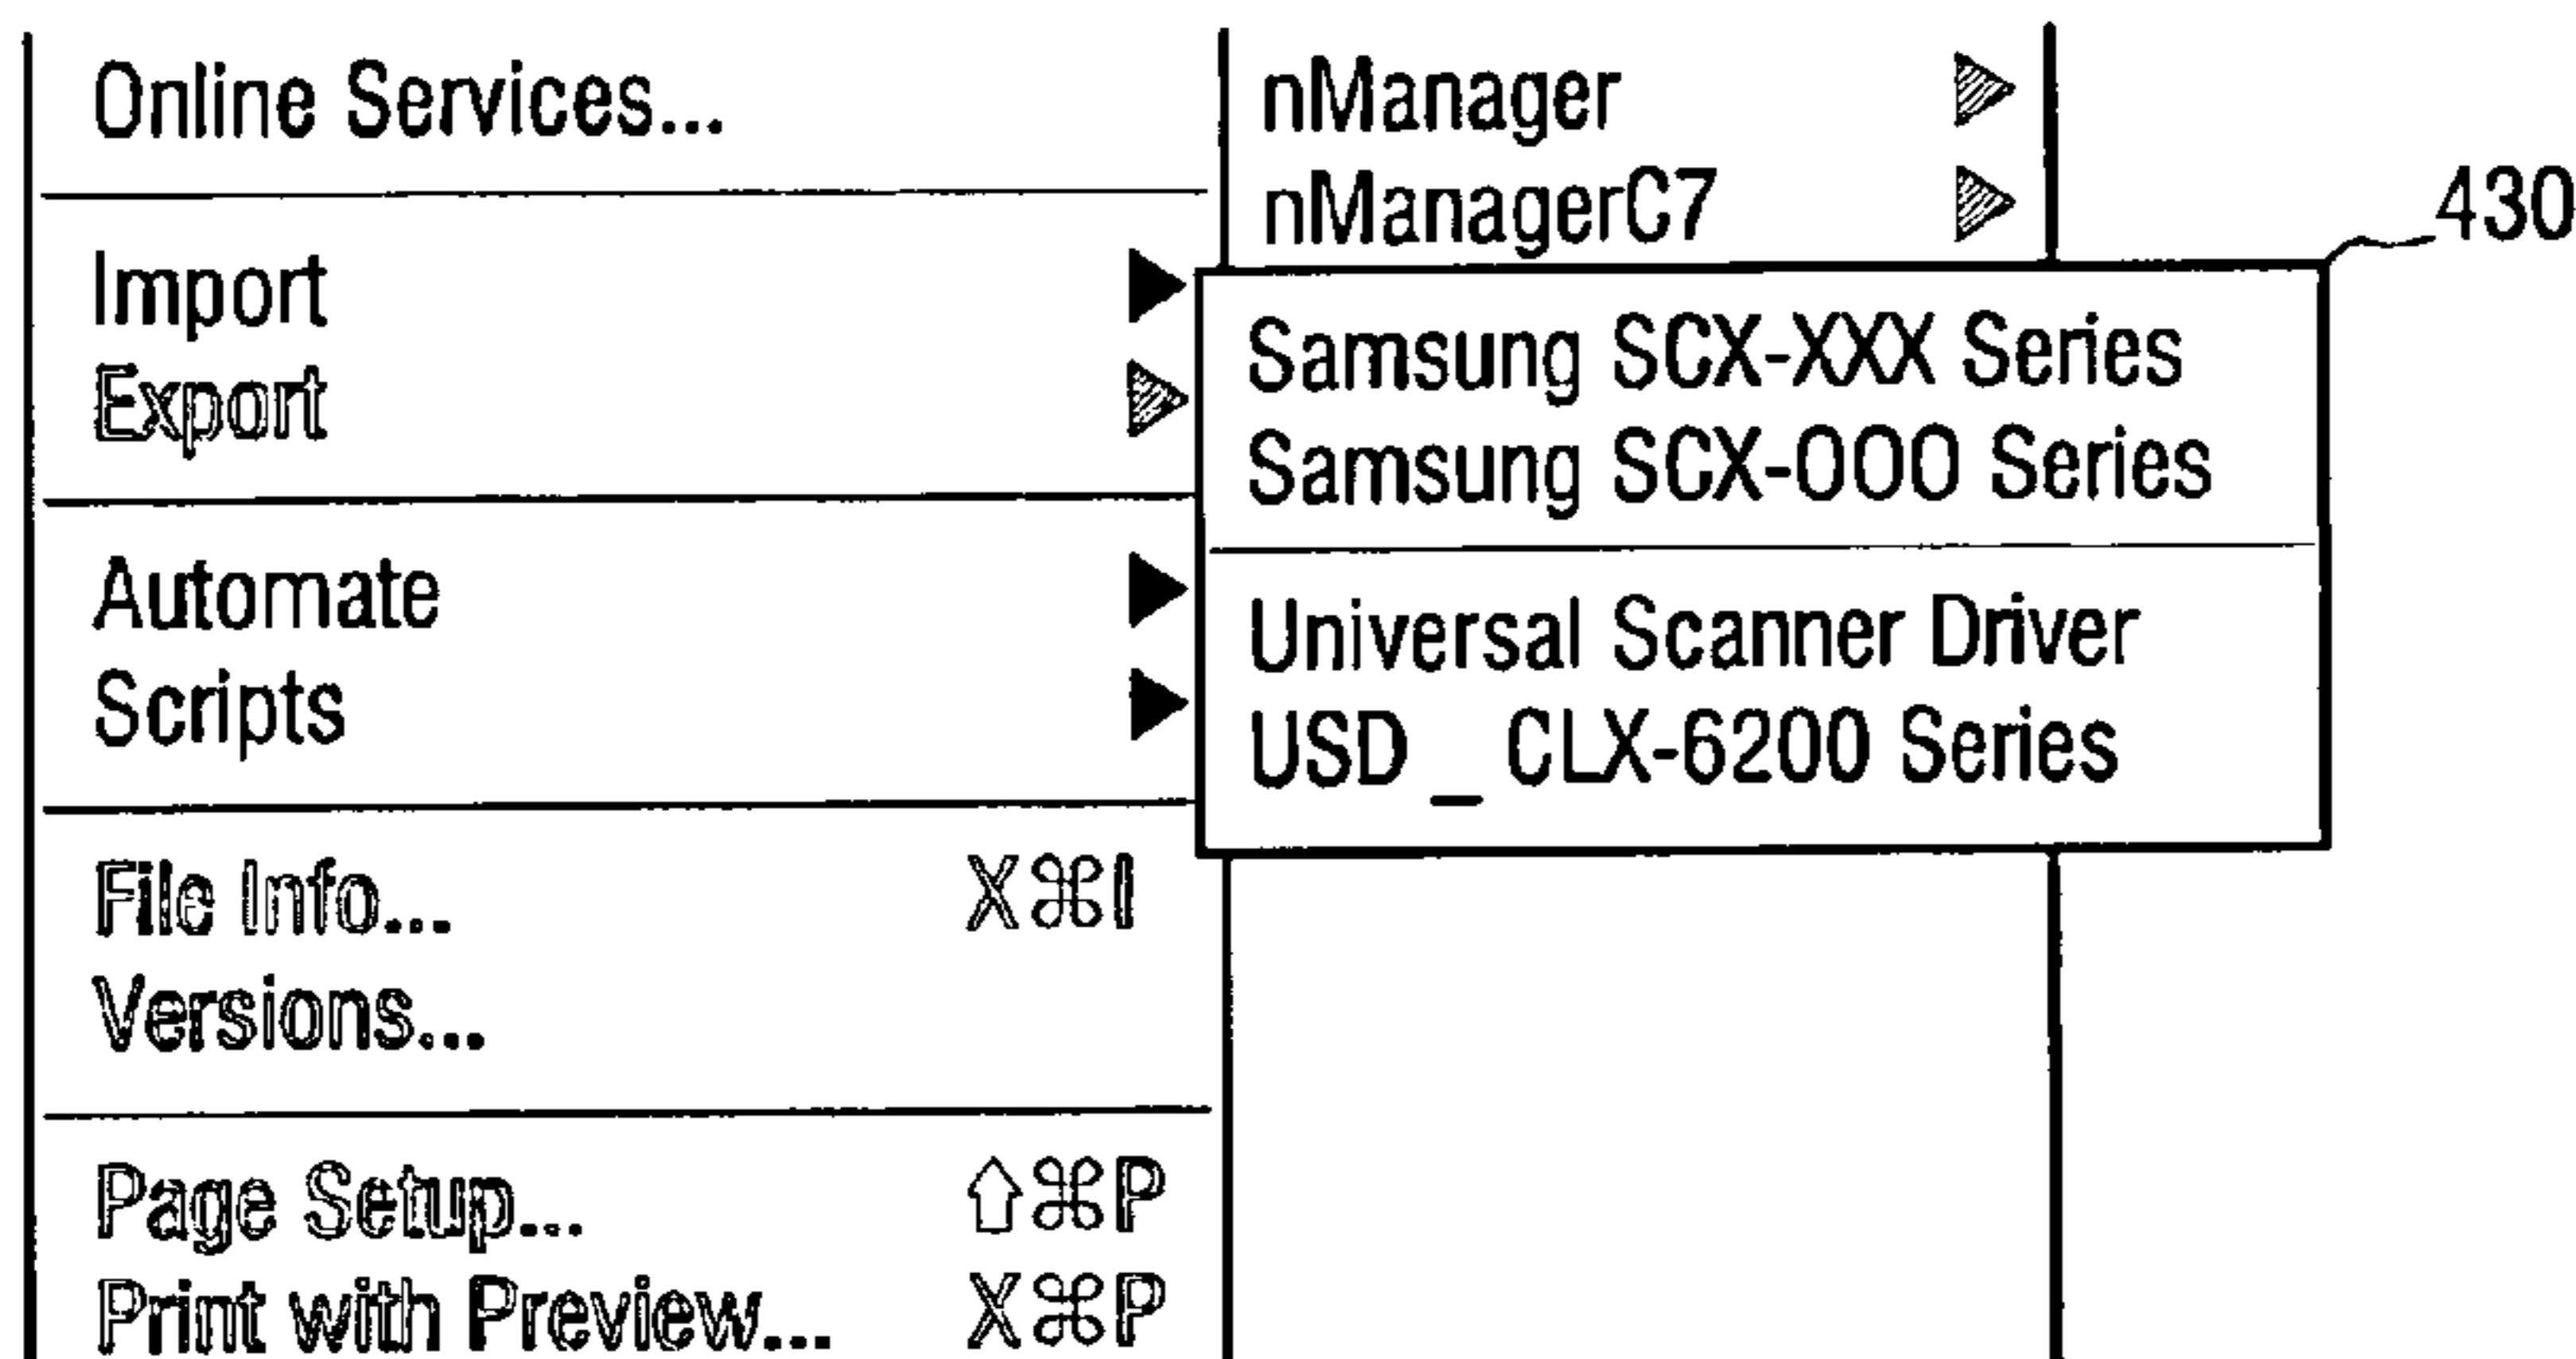 Online Services...
Import
Export
Automate
Scripts
File Info... X⌘I
Versions...
Page Setup... ⇧⌘P
Print with Preview... X⌘P
nManager
nManagerC7
430
Samsung SCX-XXX Series
Samsung SCX-OOO Series
Universal Scanner Driver
USD _ CLX-6200 Series